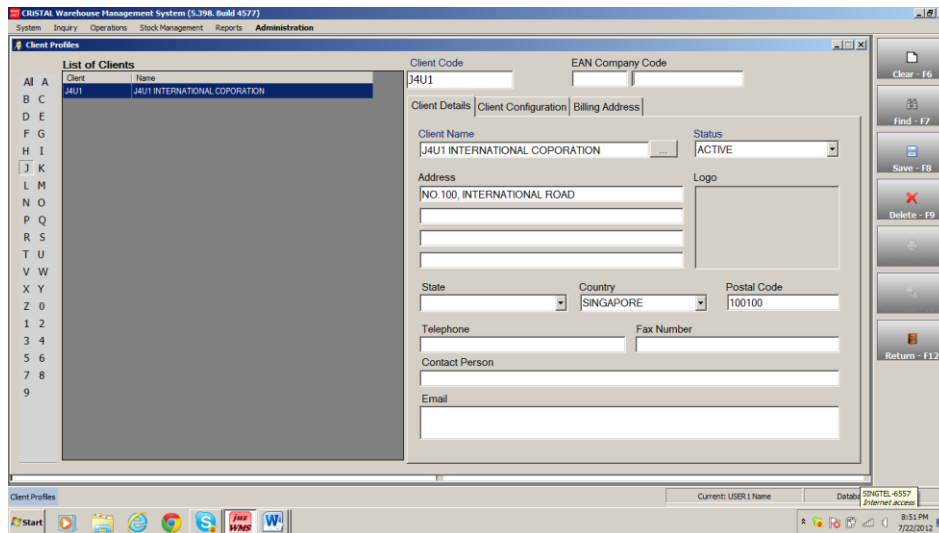 CRiSTAL Warehouse Management System (5.398. Build 4577)
System Inquiry Operations Stock Management Reports Administration
Client Profiles
List of Clients
Client Name
J4U1 J4U1 INTERNATIONAL COPORATION
All A
B C
D E
F G
H I
J K
L M
N O
P Q
R S
T U
V W
X Y
Z 0
1 2
3 4
5 6
7 8
9
Client Code EAN Company Code
J4U1
Client Details Client Configuration Billing Address
Client Name Status
J4U1 INTERNATIONAL COPORATION ... ACTIVE
Address Logo
NO.100, INTERNATIONAL ROAD
State Country Postal Code
SINGAPORE 100100
Telephone Fax Number
Contact Person
Email
Clear - F6
Find - F7
Save - F8
Delete - F9
Return - F12
Client Profiles Current: USER 1 Name
SINGTEL-6557
Internet access
Start juz WMS
8:51 PM
7/22/2012